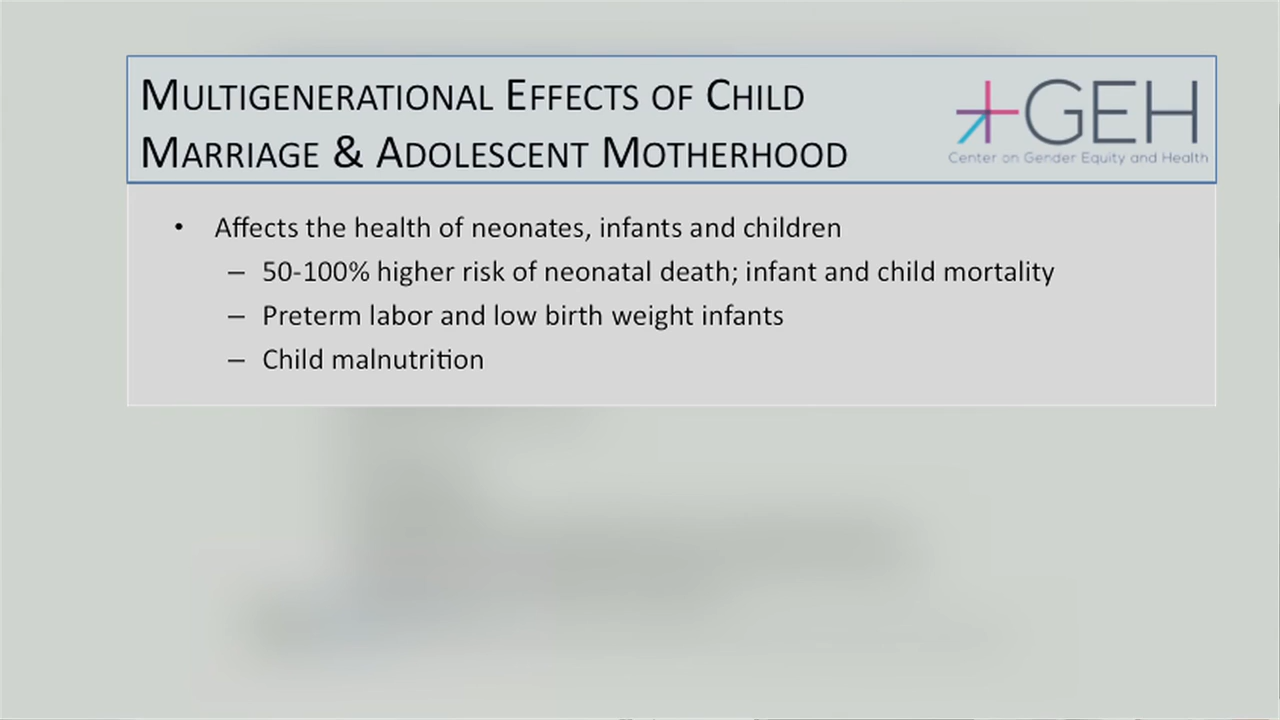 MULTIGENERATIONAL EFFECTS OF CHILD
MARRIAGE & ADOLESCENT MOTHERHOOD
GEH
Center on Gender Equity and Health
• Affects the health of neonates, infants and children
– 50-100% higher risk of neonatal death; infant and child mortality
– Preterm labor and low birth weight infants
– Child malnutrition